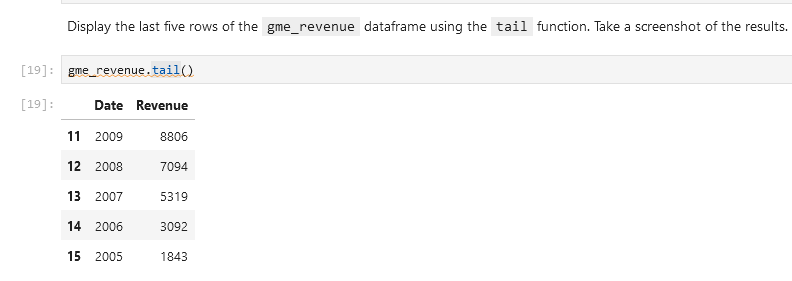 Display the last five rows of the gme_revenue dataframe using the tail function. Take a screenshot of the results.
[19]: gme_revenue.tail()
[19]: Date Revenue
11 2009 8806
12 2008 7094
13 2007 5319
14 2006 3092
15 2005 1843